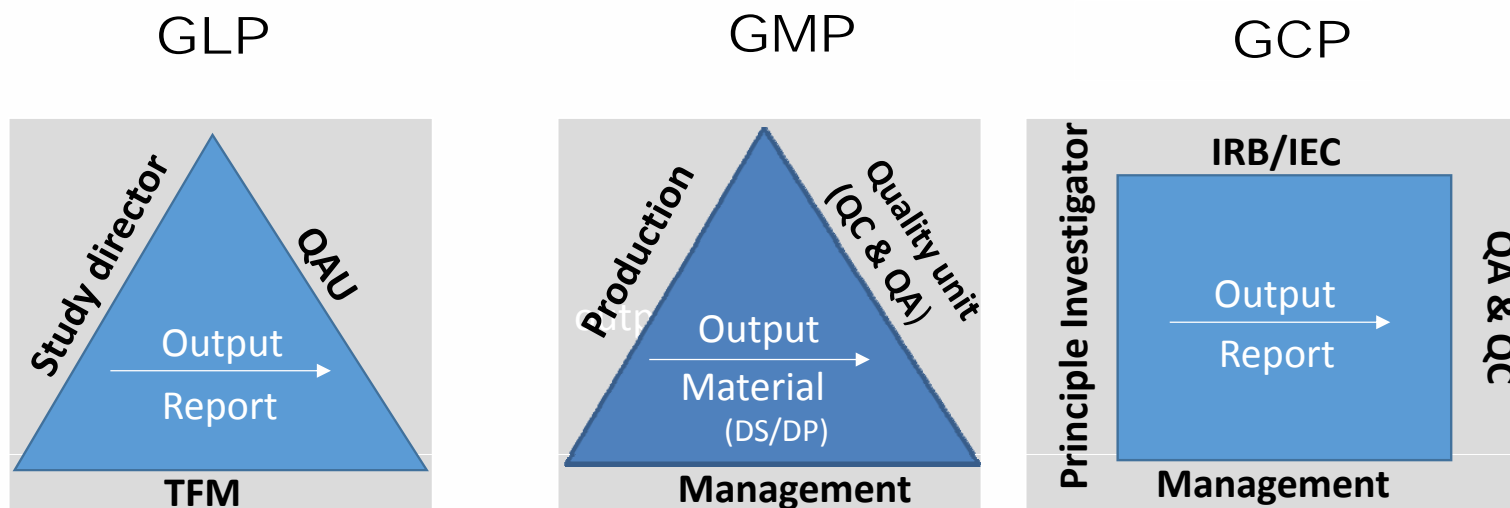 GLP
Study director
QAU
Output
Report
TFM
GMP
Production
Quality unit
(QC & QA)
outp
Output
Material
(DS/DP)
Management
GCP
Principle Investigator
IRB/IEC
QA & QC
Output
Report
Management